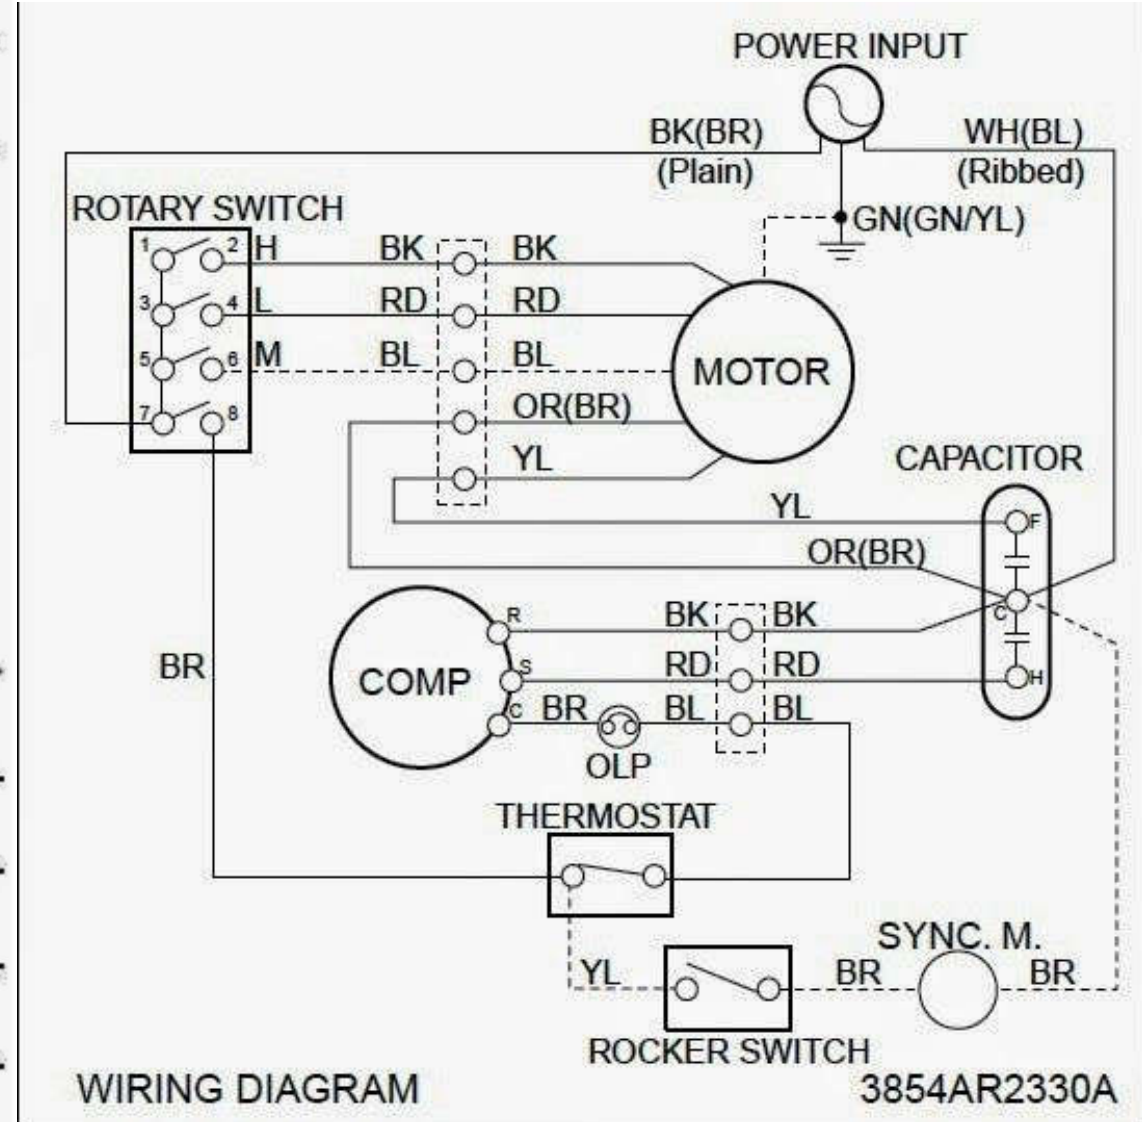 POWER INPUT
BK(BR) WH(BL)
(Plain) (Ribbed)
ROTARY SWITCH
GN(GN/YL)
1 2 H BK BK
3 4 L RD RD
5 6 M BL BL
MOTOR
7 8
OR(BR)
YL
CAPACITOR
YL
F
OR(BR)
R BK BK
C
BR
COMP
S RD RD
H
C BR BL BL
OLP
THERMOSTAT
SYNC. M.
YL BR BR
ROCKER SWITCH
WIRING DIAGRAM 3854AR2330A